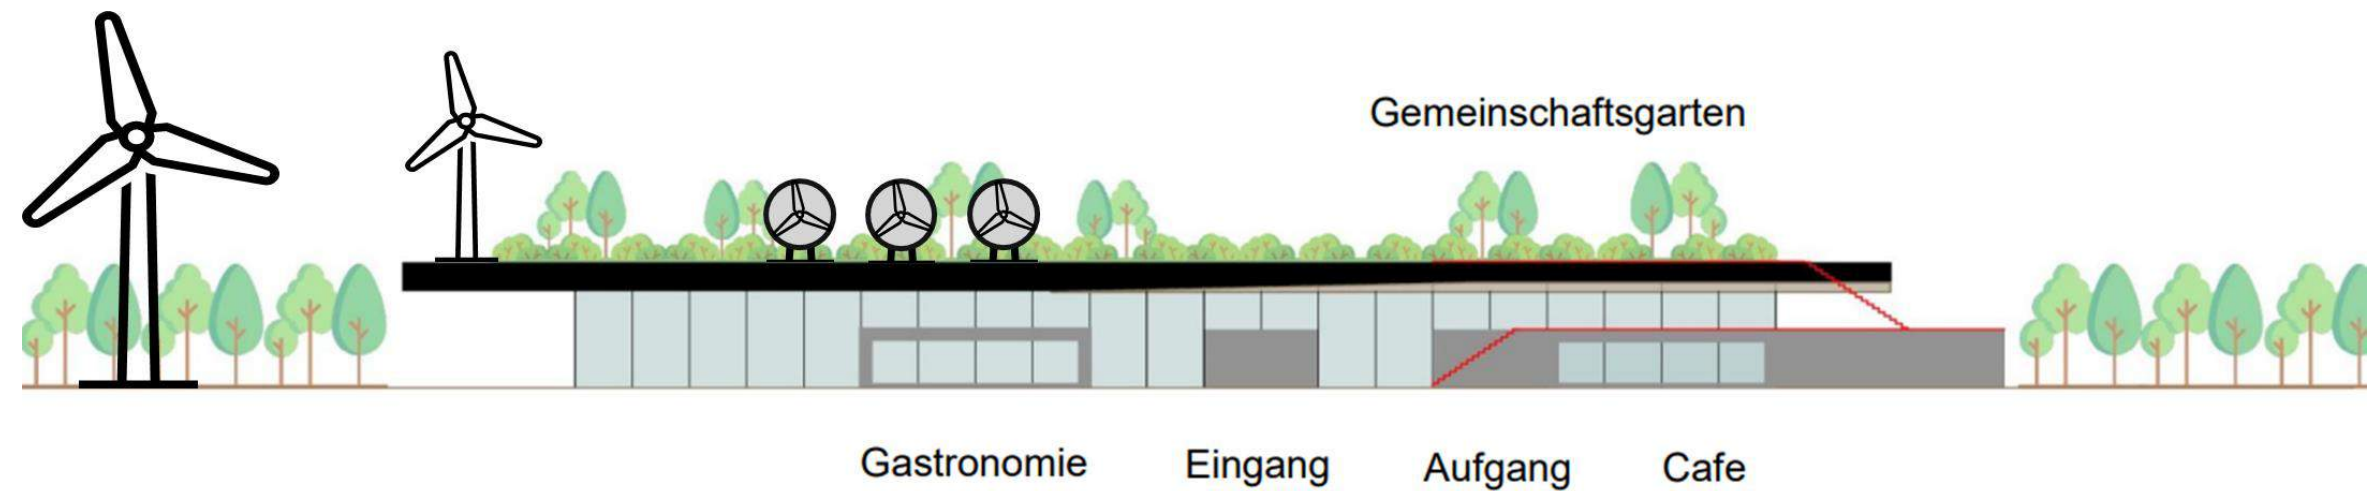 Gemeinschaftsgarten
Gastronomie Eingang Aufgang Cafe